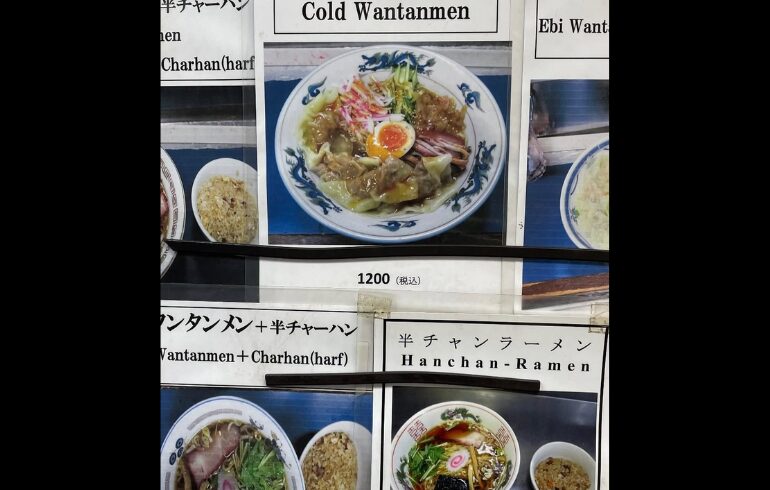 半チャーハン
men
Charhan(harf
Cold Wantanmen
Ebi Want
1200 (税込)
ワンタンメン＋半チャーハン
Wantanmen＋Charhan(harf)
半チャンラーメン
Hanchan-Ramen